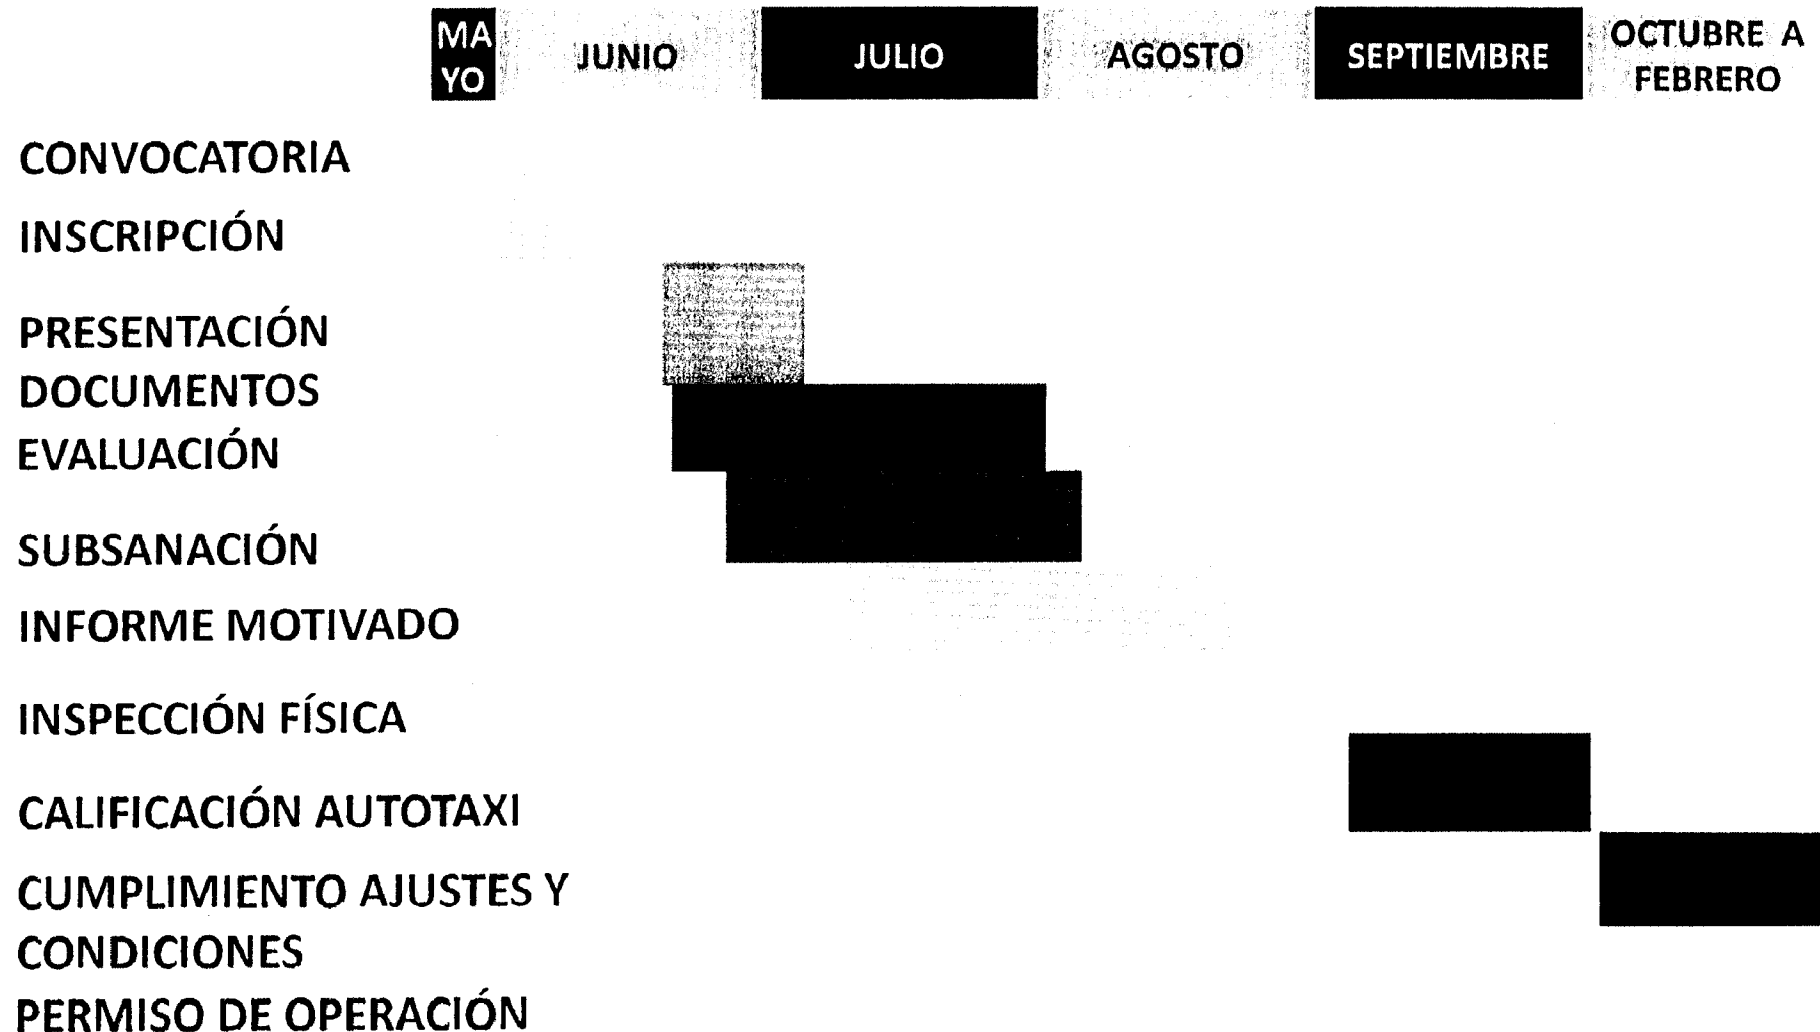 MA
YO
JUNIO
JULIO
AGOSTO
SEPTIEMBRE
OCTUBRE A
FEBRERO
CONVOCATORIA
INSCRIPCIÓN
PRESENTACIÓN
DOCUMENTOS
EVALUACIÓN
SUBSANACIÓN
INFORME MOTIVADO
INSPECCIÓN FÍSICA
CALIFICACIÓN AUTOTAXI
CUMPLIMIENTO AJUSTES Y
CONDICIONES
PERMISO DE OPERACIÓN